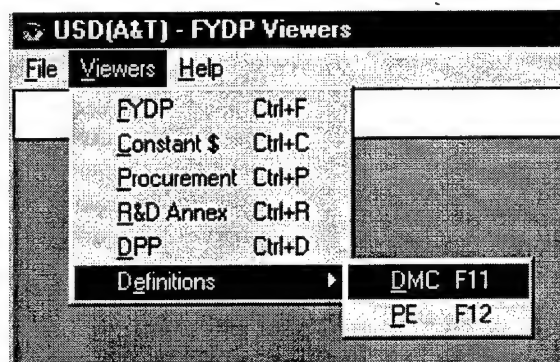 USD(A&T) - FYDP Viewers
File Viewers Help
FYDP Ctrl+F
Constant $ Ctrl+C
Procurement Ctrl+P
R&D Annex Ctrl+R
DPP Ctrl+D
Definitions
DMC F11
PE F12